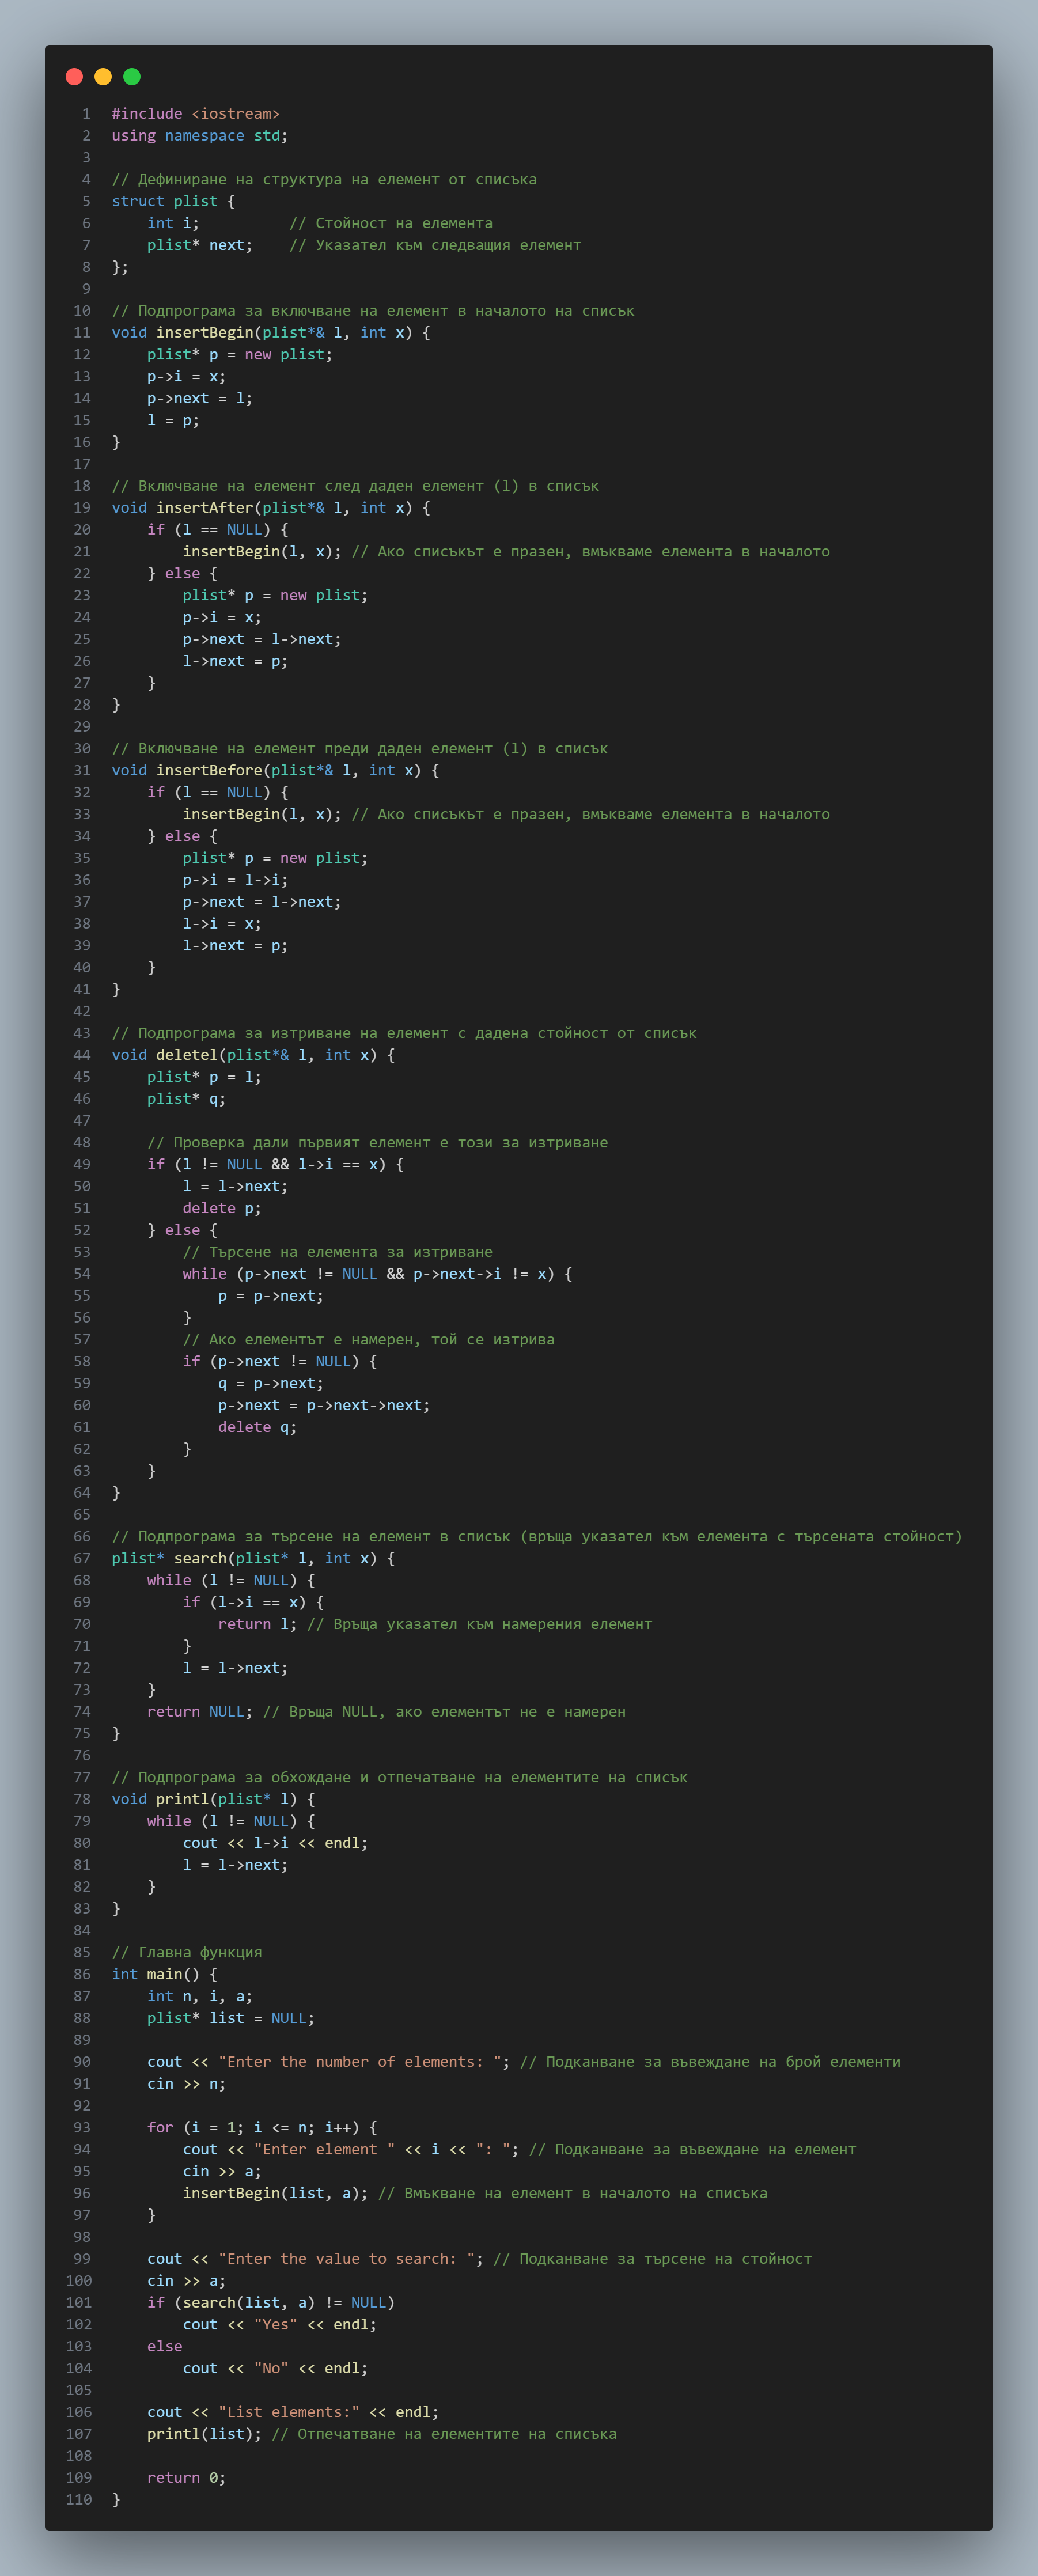 1 #include <iostream>
2 using namespace std;
3
4 // Дефиниране на структура на елемент от списъка
5 struct plist {
6     int i;          // Стойност на елемента
7     plist* next;    // Указател към следващия елемент
8 };
9
10 // Подпрограма за включване на елемент в началото на списък
11 void insertBegin(plist*& l, int x) {
12     plist* p = new plist;
13     p->i = x;
14     p->next = l;
15     l = p;
16 }
17
18 // Включване на елемент след даден елемент (l) в списък
19 void insertAfter(plist*& l, int x) {
20     if (l == NULL) {
21         insertBegin(l, x); // Ако списъкът е празен, вмъкваме елемента в началото
22     } else {
23         plist* p = new plist;
24         p->i = x;
25         p->next = l->next;
26         l->next = p;
27     }
28 }
29
30 // Включване на елемент преди даден елемент (l) в списък
31 void insertBefore(plist*& l, int x) {
32     if (l == NULL) {
33         insertBegin(l, x); // Ако списъкът е празен, вмъкваме елемента в началото
34     } else {
35         plist* p = new plist;
36         p->i = l->i;
37         p->next = l->next;
38         l->i = x;
39         l->next = p;
40     }
41 }
42
43 // Подпрограма за изтриване на елемент с дадена стойност от списък
44 void deletel(plist*& l, int x) {
45     plist* p = l;
46     plist* q;
47
48     // Проверка дали първият елемент е този за изтриване
49     if (l != NULL && l->i == x) {
50         l = l->next;
51         delete p;
52     } else {
53         // Търсене на елемента за изтриване
54         while (p->next != NULL && p->next->i != x) {
55             p = p->next;
56         }
57         // Ако елементът е намерен, той се изтрива
58         if (p->next != NULL) {
59             q = p->next;
60             p->next = p->next->next;
61             delete q;
62         }
63     }
64 }
65
66 // Подпрограма за търсене на елемент в списък (връща указател към елемента с търсената стойност)
67 plist* search(plist* l, int x) {
68     while (l != NULL) {
69         if (l->i == x) {
70             return l; // Връща указател към намерения елемент
71         }
72         l = l->next;
73     }
74     return NULL; // Връща NULL, ако елементът не е намерен
75 }
76
77 // Подпрограма за обхождане и отпечатване на елементите на списък
78 void printl(plist* l) {
79     while (l != NULL) {
80         cout << l->i << endl;
81         l = l->next;
82     }
83 }
84
85 // Главна функция
86 int main() {
87     int n, i, a;
88     plist* list = NULL;
89
90     cout << "Enter the number of elements: "; // Подканване за въвеждане на брой елементи
91     cin >> n;
92
93     for (i = 1; i <= n; i++) {
94         cout << "Enter element " << i << ": "; // Подканване за въвеждане на елемент
95         cin >> a;
96         insertBegin(list, a); // Вмъкване на елемент в началото на списъка
97     }
98
99     cout << "Enter the value to search: "; // Подканване за търсене на стойност
100     cin >> a;
101     if (search(list, a) != NULL)
102         cout << "Yes" << endl;
103     else
104         cout << "No" << endl;
105
106     cout << "List elements:" << endl;
107     printl(list); // Отпечатване на елементите на списъка
108
109     return 0;
110 }